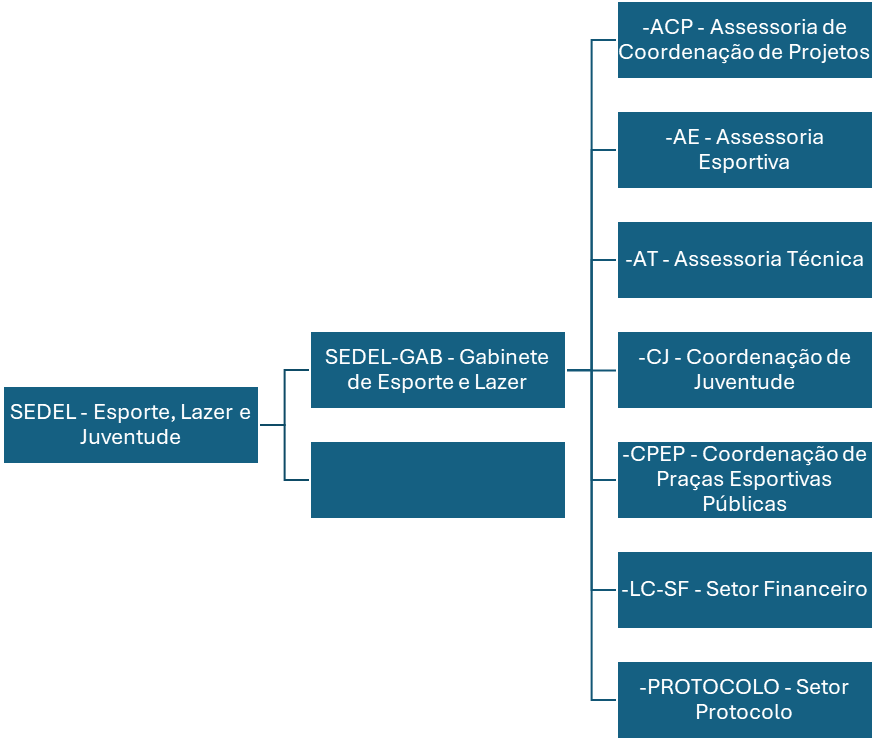 -ACP - Assessoria de
Coordenação de Projetos
-AE - Assessoria
Esportiva
-AT - Assessoria Técnica
SEDEL-GAB - Gabinete
de Esporte e Lazer
-CJ - Coordenação de
Juventude
SEDEL - Esporte, Lazer e
Juventude
-CPEP - Coordenação de
Praças Esportivas
Públicas
-LC-SF - Setor Financeiro
-PROTOCOLO - Setor
Protocolo